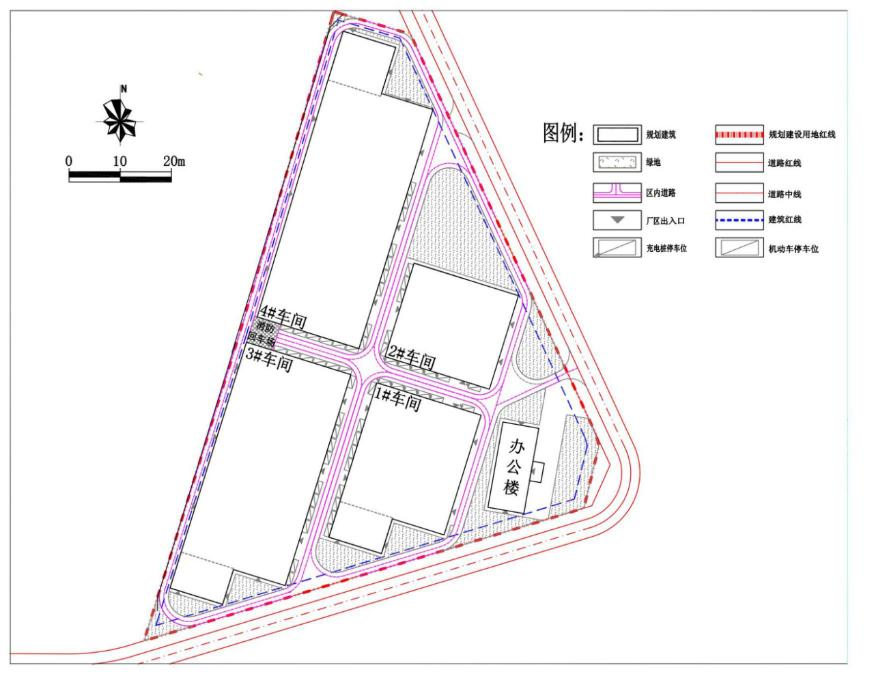 N
0 10 20m
图例：
规划建筑
规划建设用地红线
绿地
道路红线
区内道路
道路中线
厂区出入口
建筑红线
充电桩停车位
机动车停车位
4#车间
消防
回车场
3#车间
2#车间
1#车间
办
公
楼